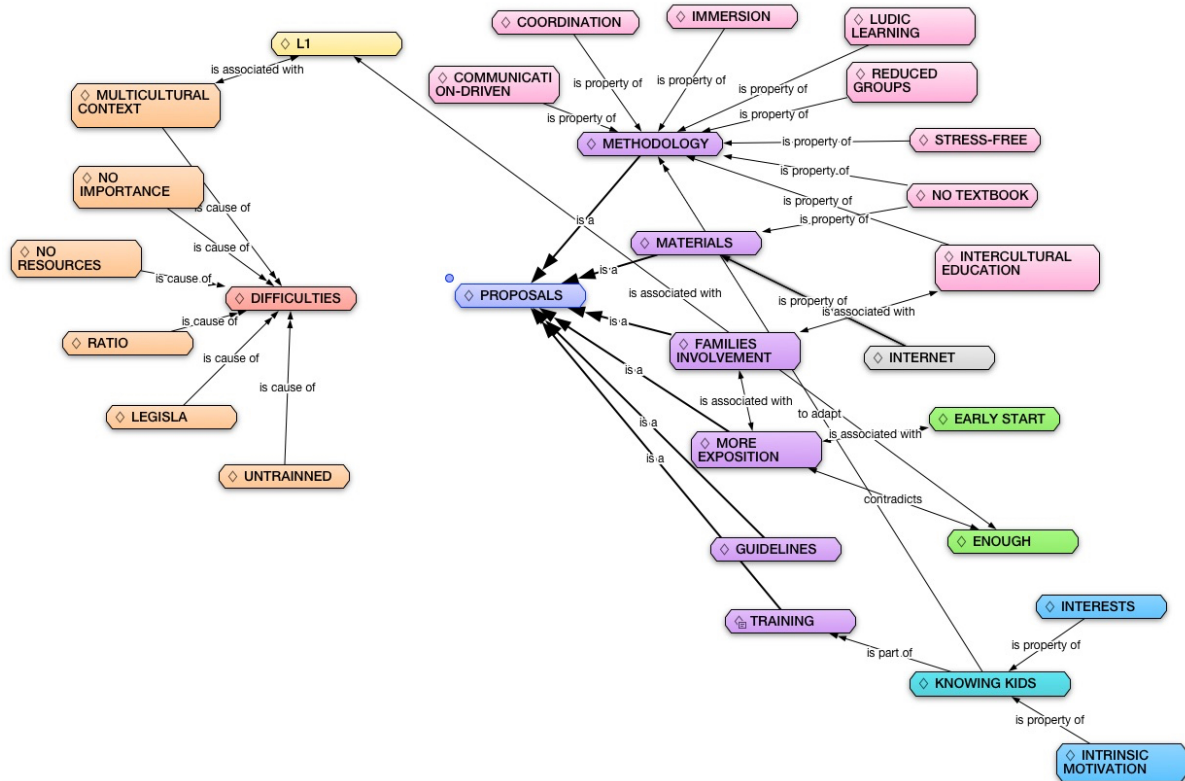 COORDINATION
IMMERSION
LUDIC
LEARNING
L1
is associated with
COMMUNICATI
ON-DRIVEN
is property of
is property of
is property of
REDUCED
GROUPS
MULTICULTURAL
CONTEXT
is property of
is property of
METHODOLOGY
is property of
STRESS-FREE
is property of
NO
IMPORTANCE
is cause of
is property of
NO TEXTBOOK
is a
is property of
is cause of
MATERIALS
NO
RESOURCES
is cause of
is a
INTERCULTURAL
EDUCATION
DIFFICULTIES
PROPOSALS
is associated with
is property of
is associated with
is cause of
is a
RATIO
FAMILIES
INVOLVEMENT
INTERNET
is cause of
is a
is cause of
is associated with
to adapt
LEGISLA
EARLY START
is a
is associated with
MORE
EXPOSITION
is a
UNTRAINNED
contradicts
GUIDELINES
ENOUGH
INTERESTS
TRAINING
is property of
is part of
KNOWING KIDS
is property of
INTRINSIC
MOTIVATION